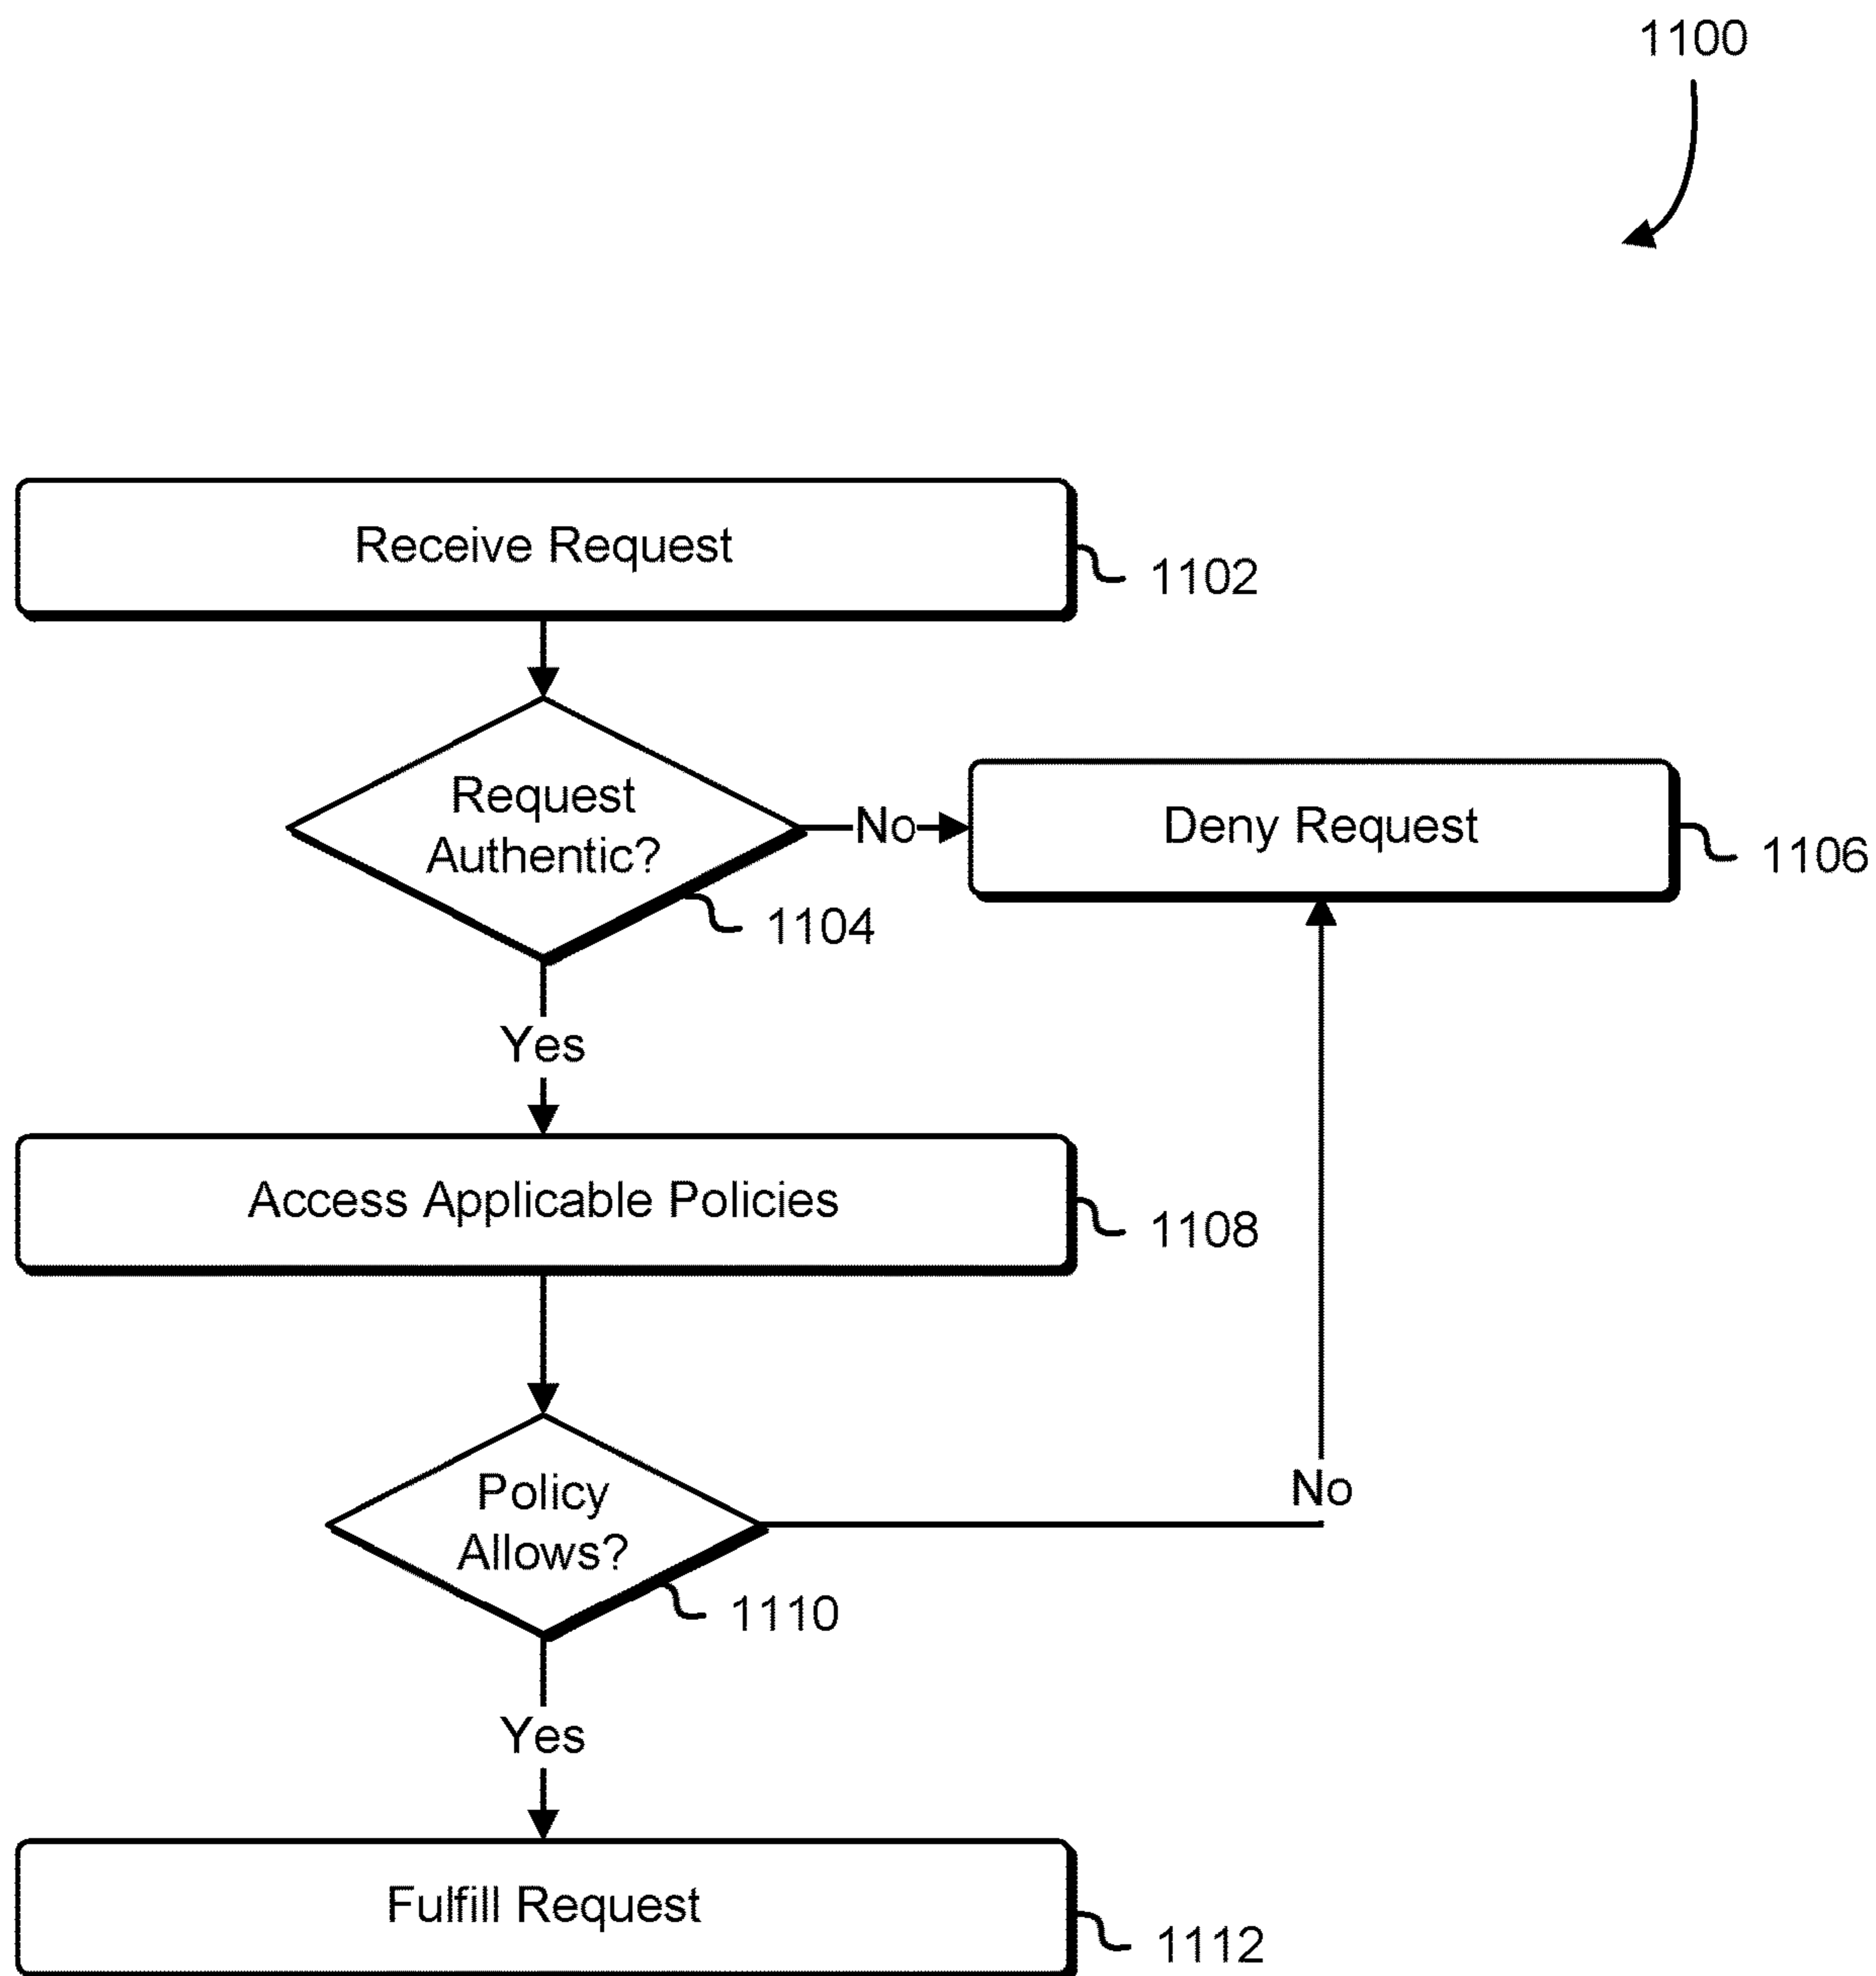 1100
Receive Request
1102
Request
Authentic?
No
Deny Request
1106
1104
Yes
Access Applicable Policies
1108
Policy
Allows?
No
1110
Yes
Fulfill Request
1112